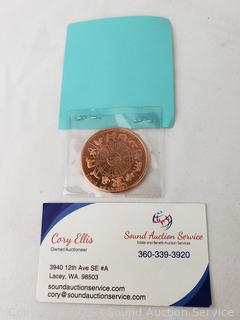 Cory Ellis
Owner/Auctioneer
Sound Auction Service
Estate and Benefit Auction Services
360-339-3920
3940 12th Ave SE #A
Lacey, WA. 98503
soundauctionservice.com
cory@soundauctionservice.com